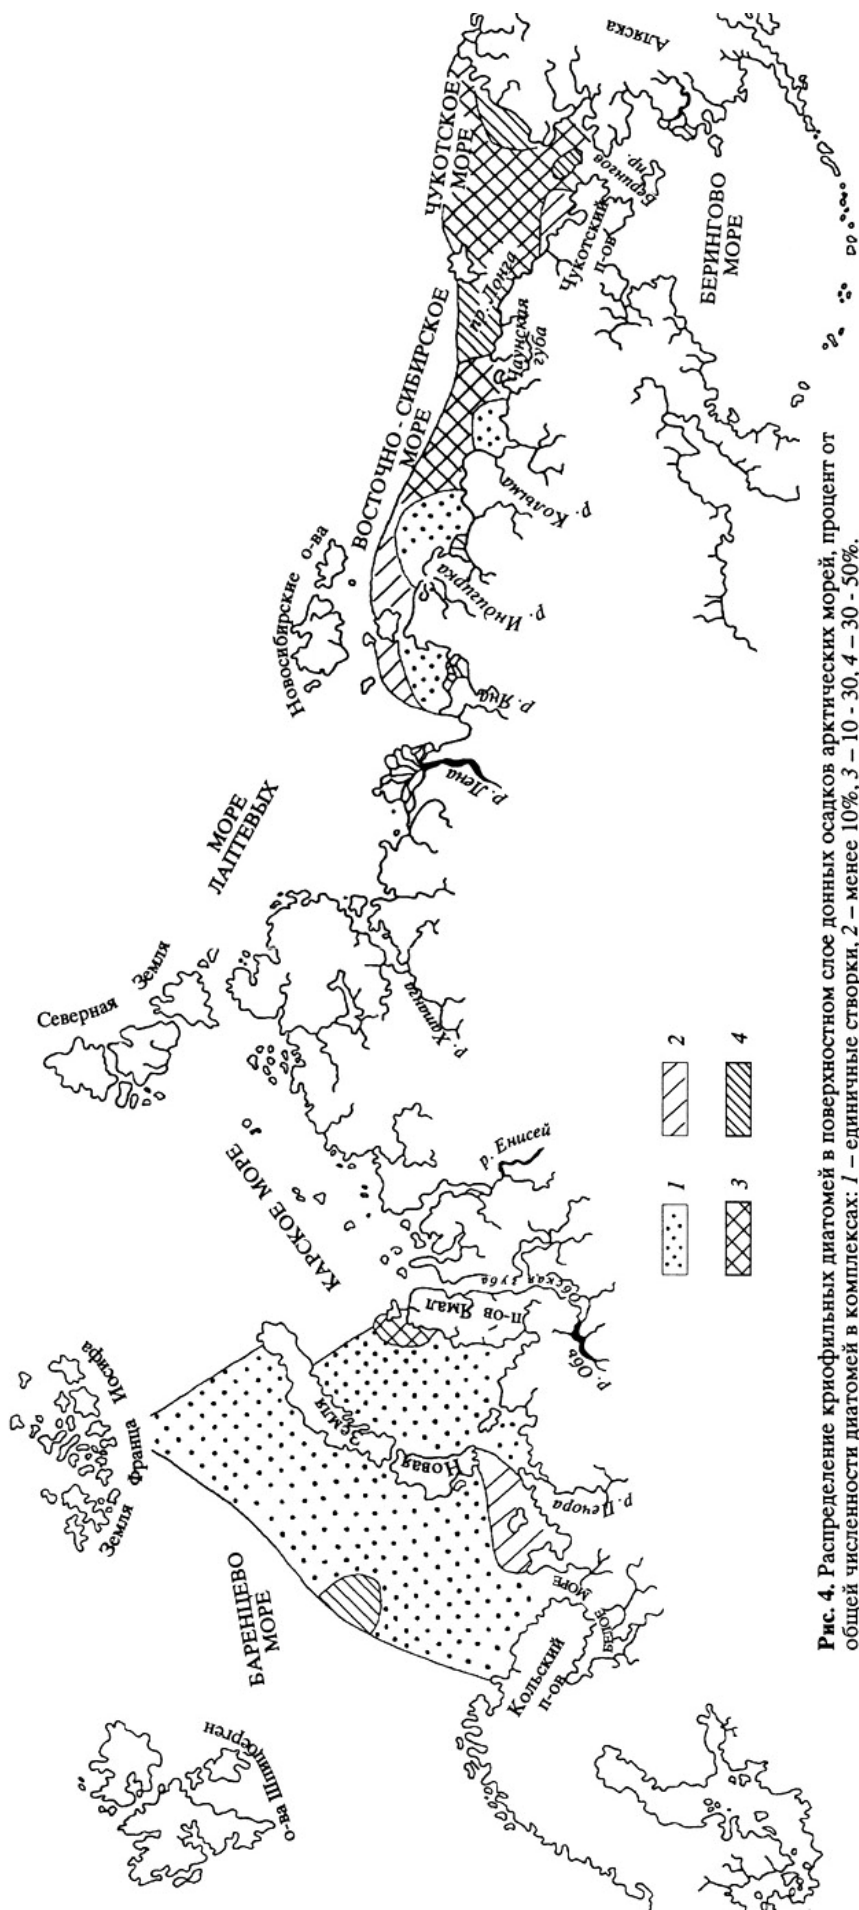 о-ва Шпицберген
БАРЕНЦЕВО
МОРЕ
Земля
Франца
Иосифа
Кольский
п-ов
БЕЛОЕ
МОРЕ
р. Печора
Новая
Земля
КАРСКОЕ МОРЕ
п-ов Ямал
Обская губа
р. Обь
р. Енисей
Северная
Земля
р. Хатанга
МОРЕ
ЛАПТЕВЫХ
р. Лена
р. Яна
Новосибирские
о-ва
р. Индигирка
р. Колыма
ВОСТОЧНО - СИБИРСКОЕ
МОРЕ
Чаунская
губа
пр. Лонга
ЧУКОТСКОЕ
МОРЕ
Чукотский
п-ов
Берингов
пр.
БЕРИНГОВО
МОРЕ
Аляска
1
2
3
4
Рис. 4. Распределение криофильных диатомей в поверхностном слое донных осадков арктических морей, процент от
общей численности диатомей в комплексах: 1 – единичные створки, 2 – менее 10%, 3 – 10 - 30, 4 – 30 - 50%.